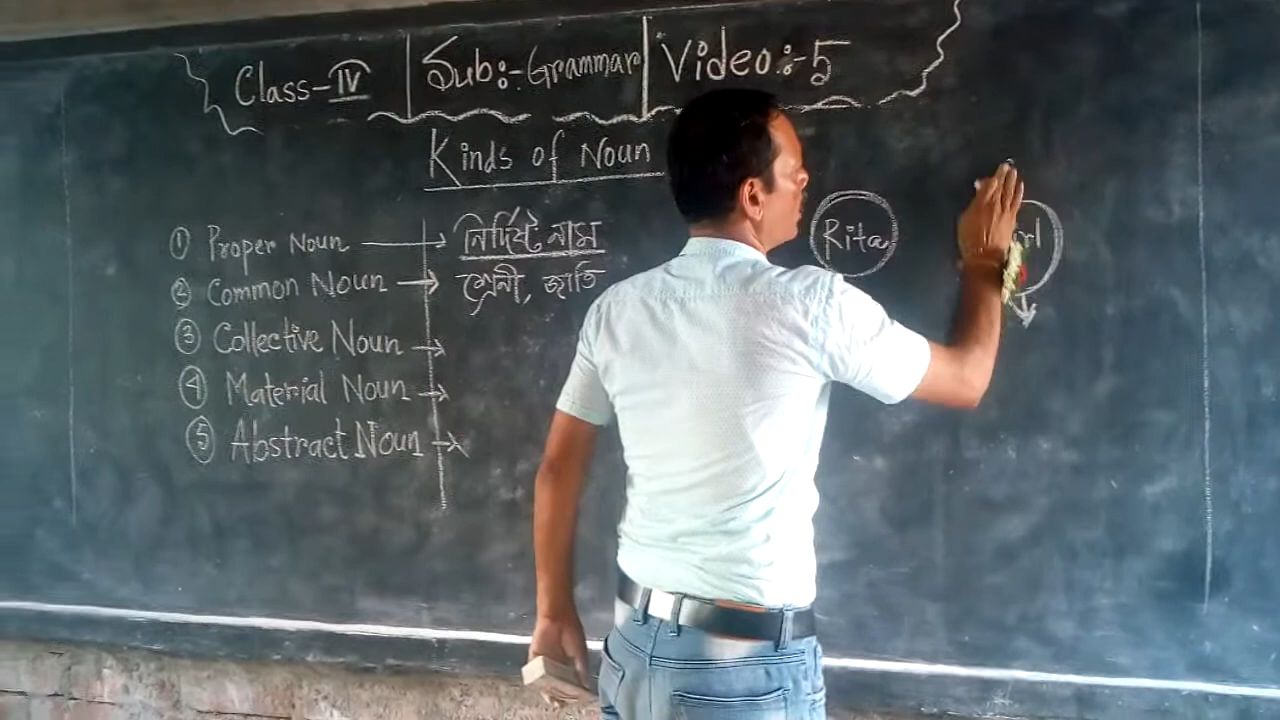 Class-IV Sub:-Grammar Video:-5
Kinds of Noun
① Proper Noun → নির্দিষ্ট নাম
② Common Noun → শ্রেনী, জাতি
③ Collective Noun →
④ Material Noun →
⑤ Abstract Noun →
Rita